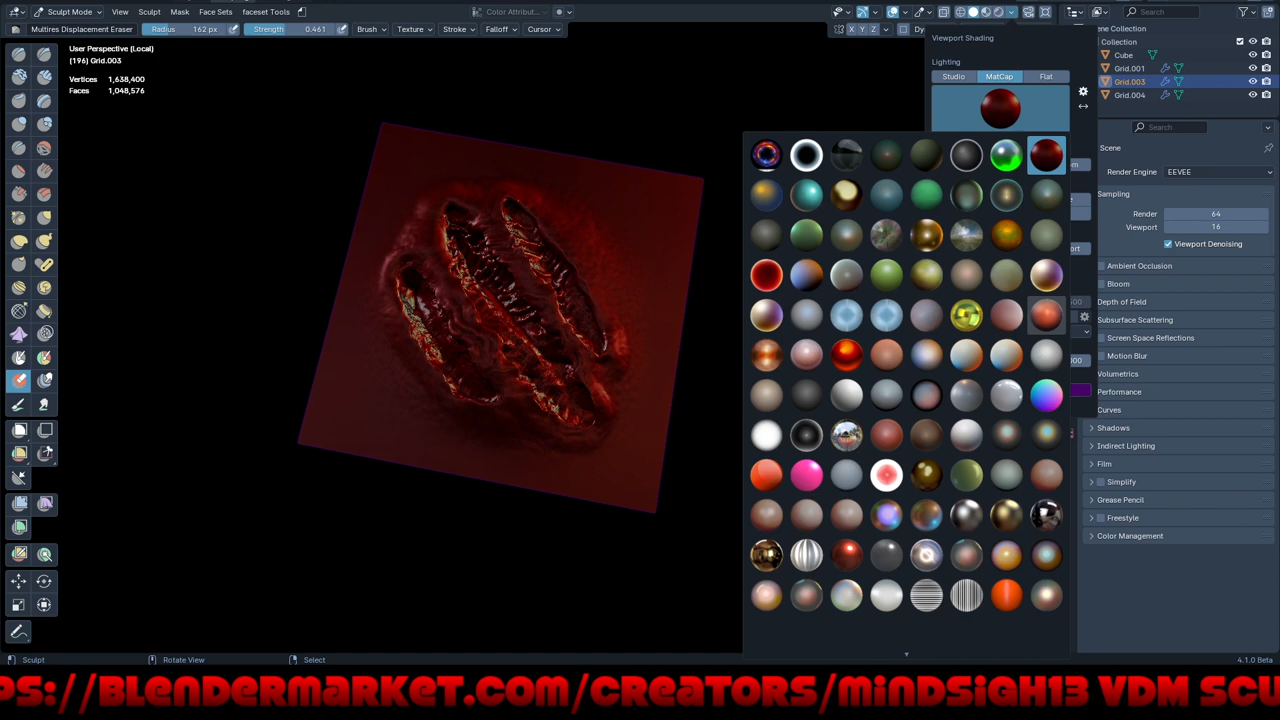 Sculpt Mode View Sculpt Mask Face Sets faceset Tools Color Attribut... Search
Multires Displacement Eraser Radius 162 px Strength 0.461 Brush Texture Stroke Falloff Cursor X Y Z Dy
User Perspective (Local)
(196) Grid.003
Vertices 1,638,400
Faces 1,048,576
Viewport Shading
Lighting
Studio MatCap Flat
ene Collection
Collection
Cube
Grid.001
Grid.003
Grid.004
Search
Scene
Render Engine EEVEE
Sampling
Render 64
Viewport 16
Viewport Denoising
Ambient Occlusion
Bloom
Depth of Field
Subsurface Scattering
Screen Space Reflections
Motion Blur
Volumetrics
Performance
Curves
Shadows
Indirect Lighting
Film
Simplify
Grease Pencil
Freestyle
Color Management
Sculpt Rotate View Select 4.1.0 Beta
PS://BLENDERMARKET.COM/CREATORS/MINDSIGH13 VDM SCU